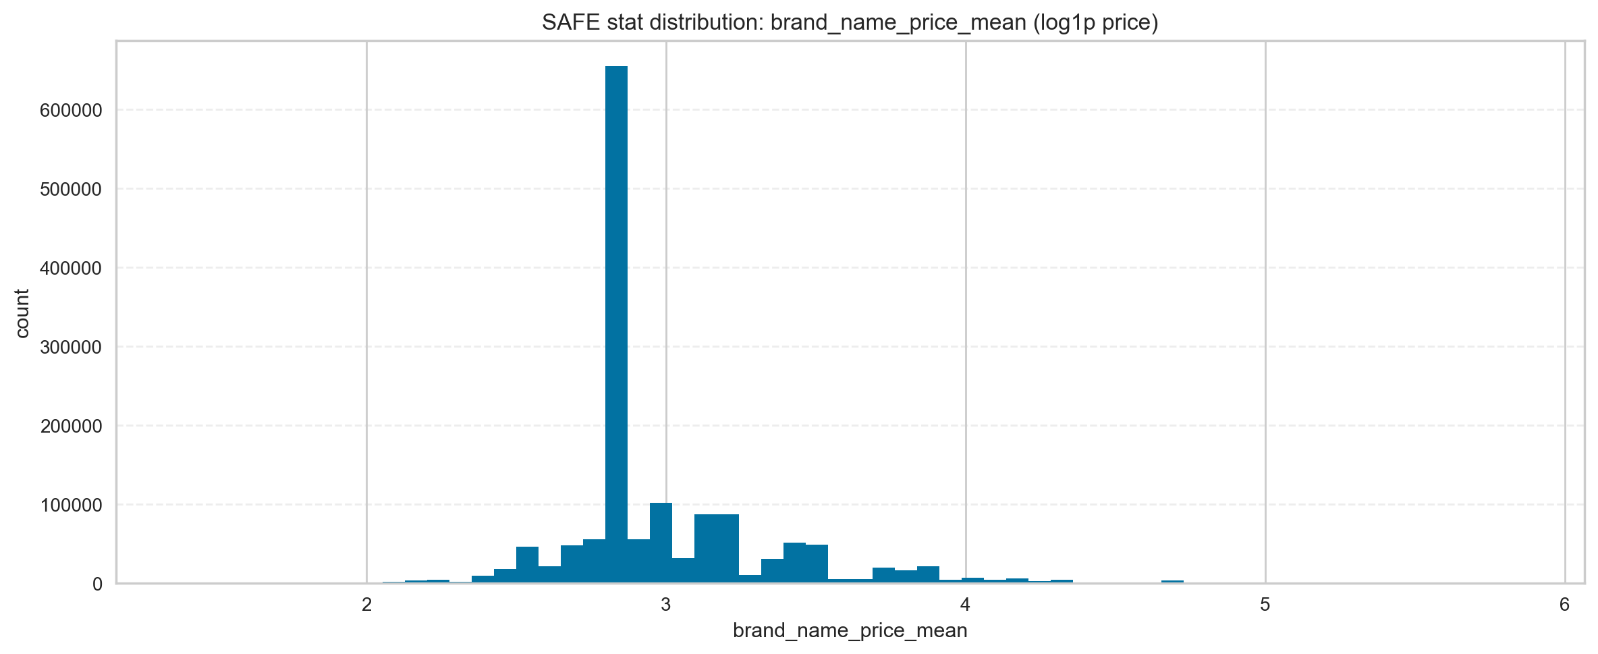 SAFE stat distribution: brand_name_price_mean (log1p price)
600000
500000
400000
300000
200000
100000
0
count
2 3 4 5 6
brand_name_price_mean